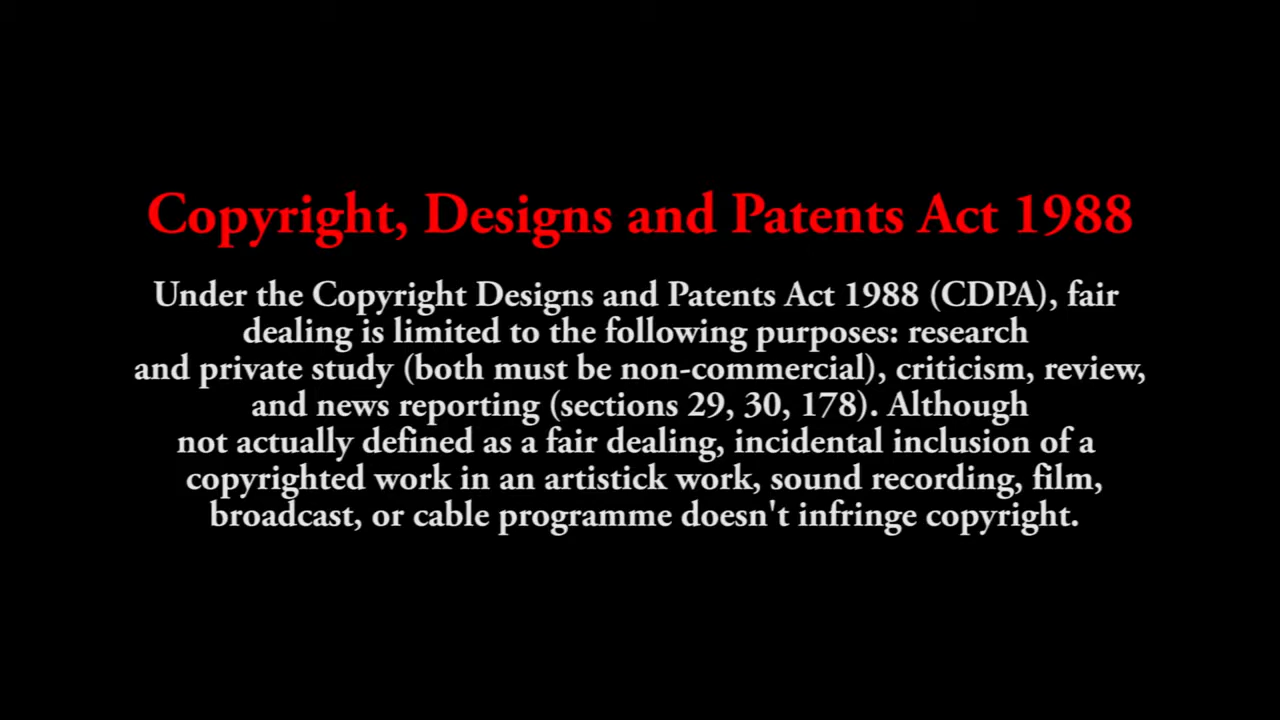 Copyright, Designs and Patents Act 1988
Under the Copyright Designs and Patents Act 1988 (CDPA), fair
dealing is limited to the following purposes: research
and private study (both must be non-commercial), criticism, review,
and news reporting (sections 29, 30, 178). Although
not actually defined as a fair dealing, incidental inclusion of a
copyrighted work in an artistick work, sound recording, film,
broadcast, or cable programme doesn't infringe copyright.